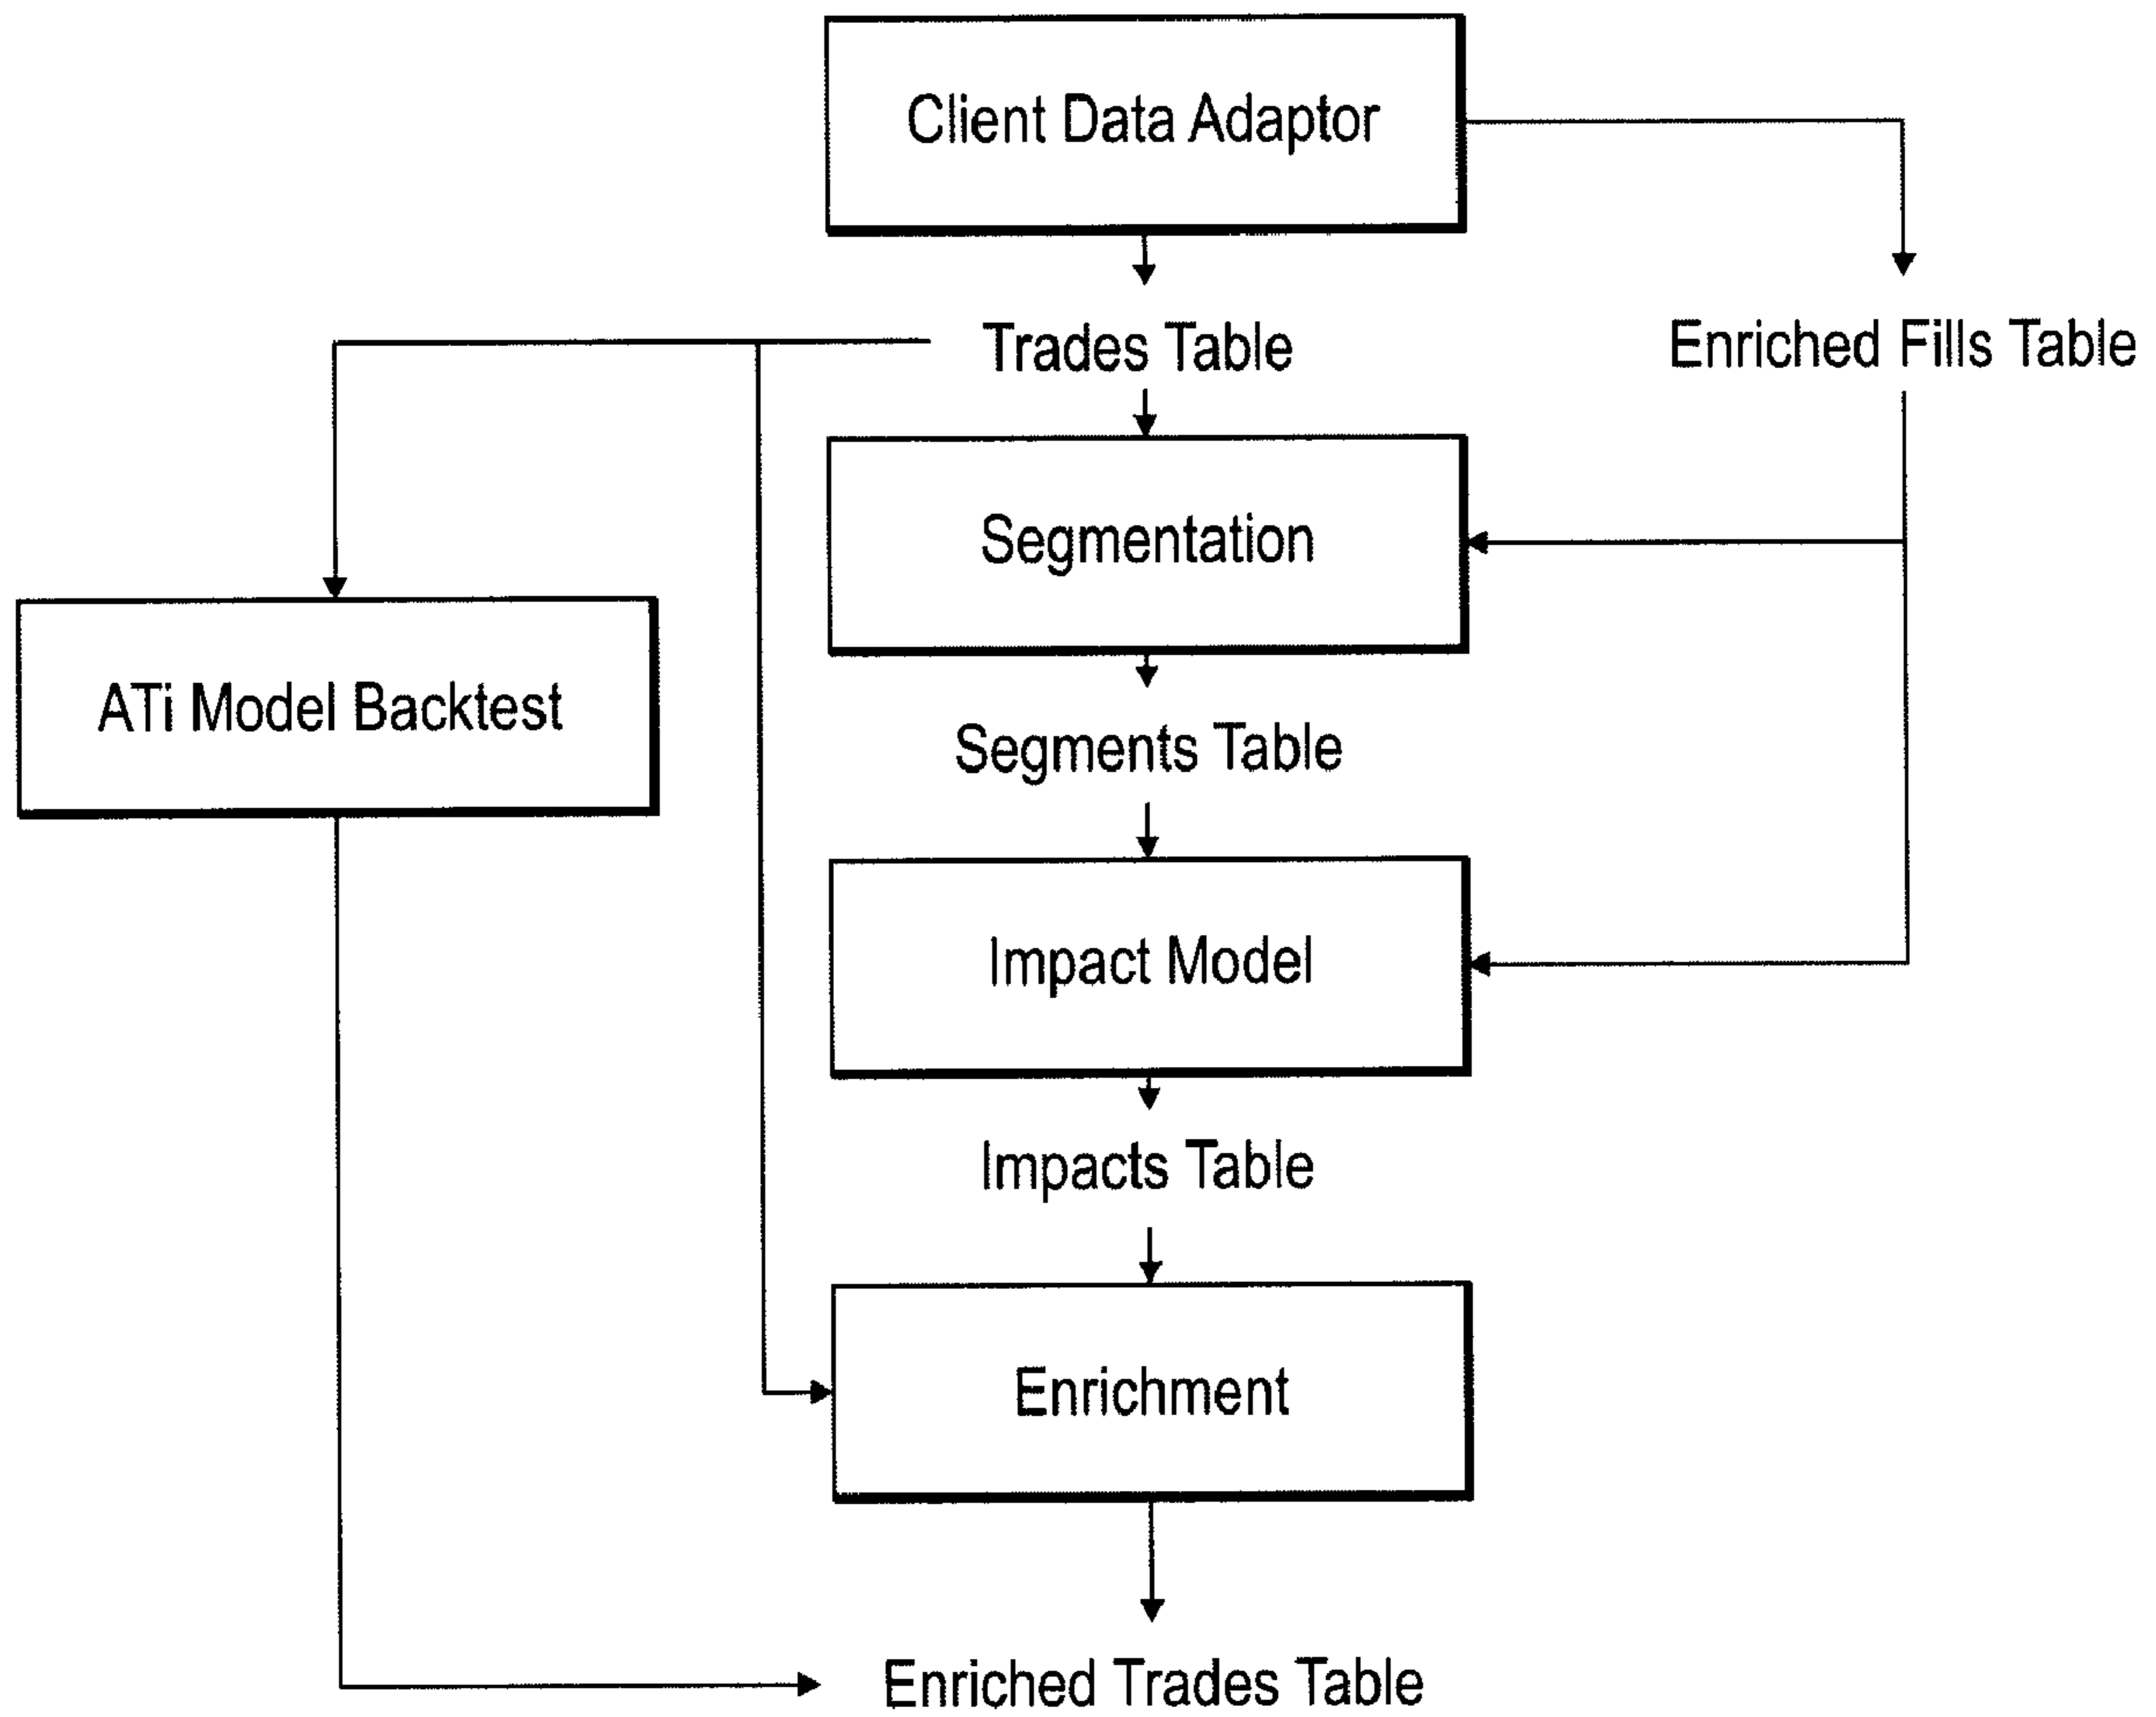 Client Data Adaptor
Trades Table
Enriched Fills Table
Segmentation
ATi Model Backtest
Segments Table
Impact Model
Impacts Table
Enrichment
Enriched Trades Table